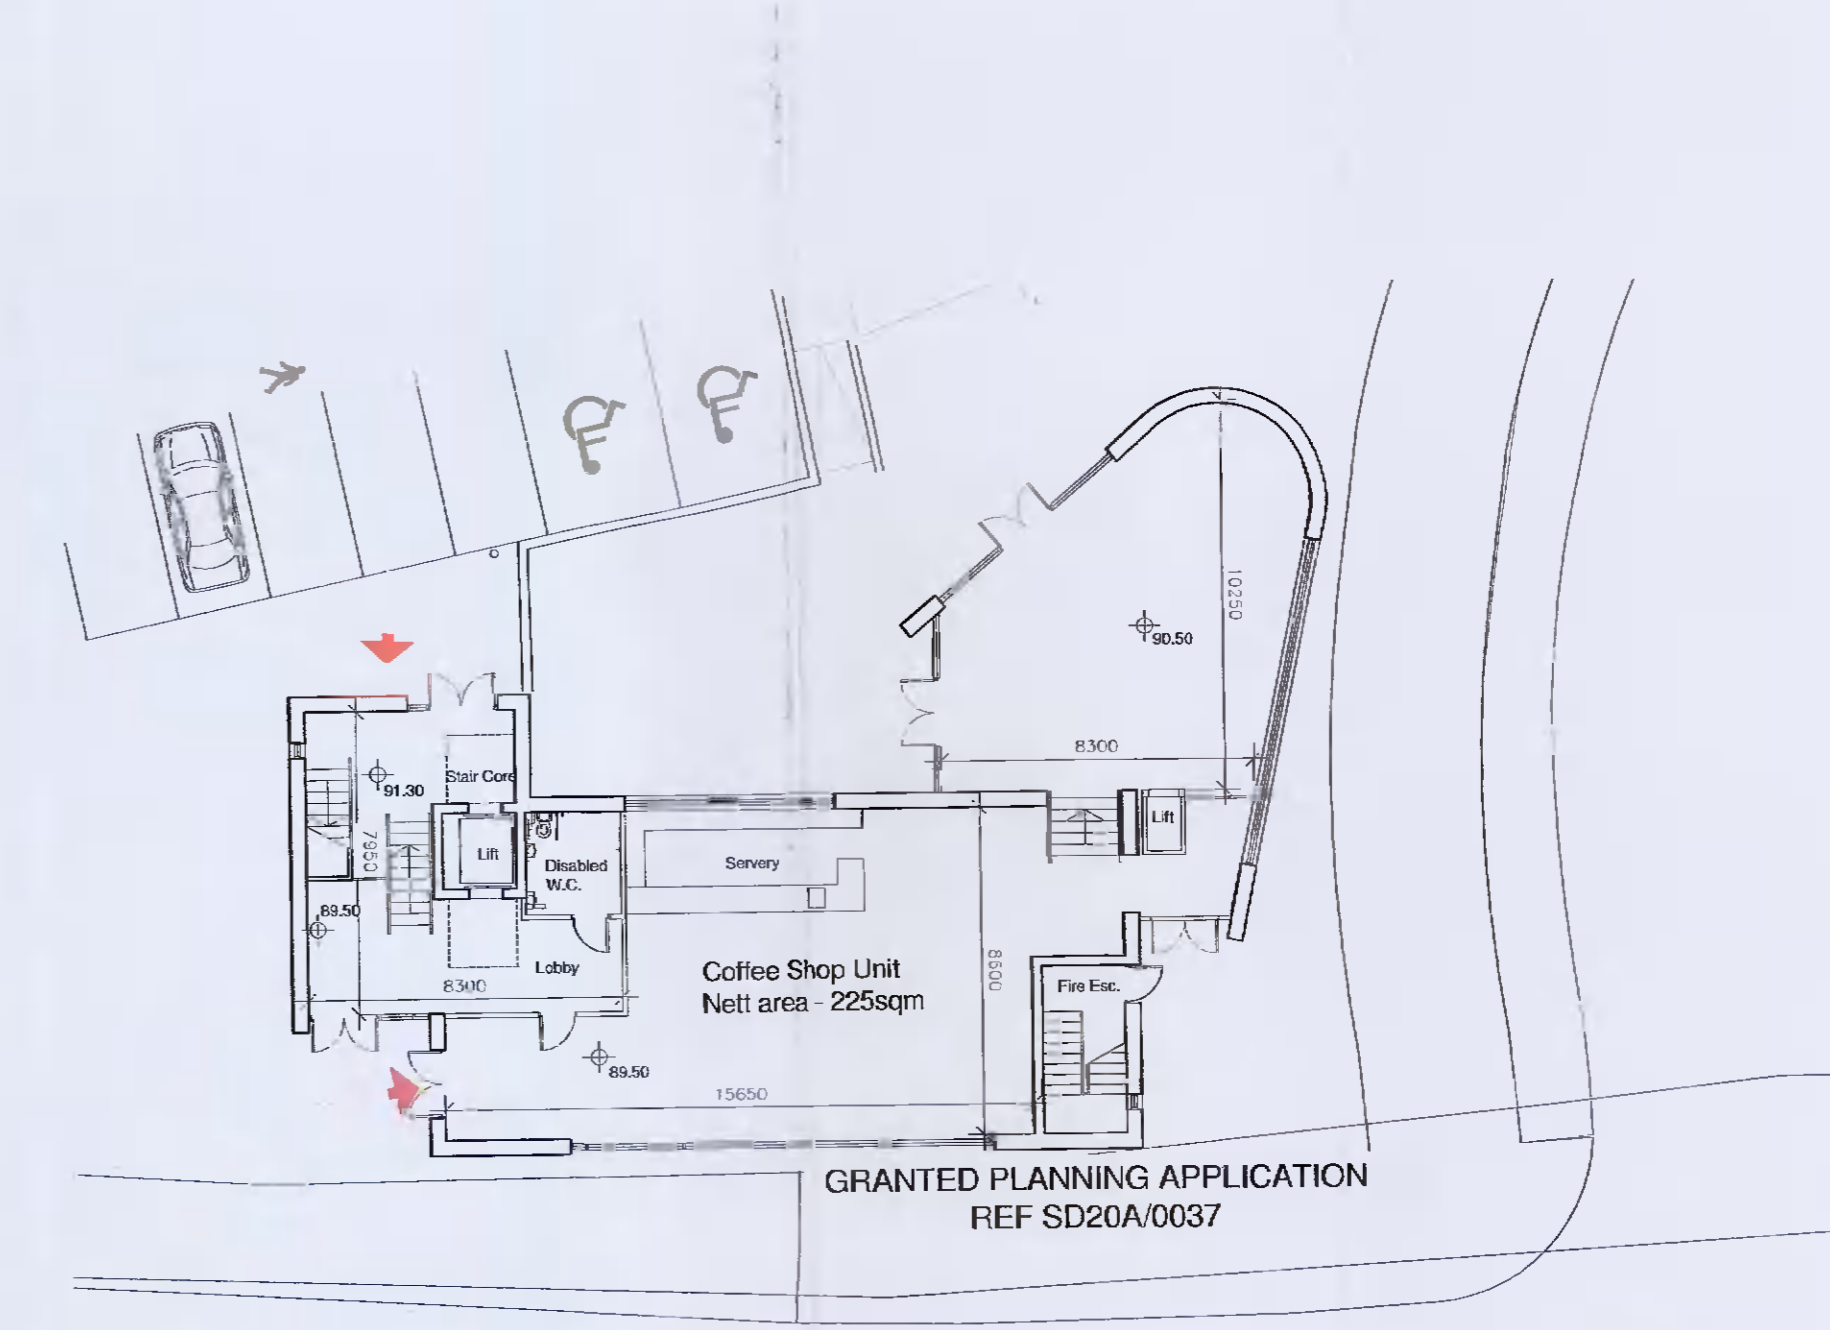 10250
90.50
8300
Stair Core
91.30
7950
Lift
Lift
Disabled
W.C.
Servery
89.50
Lobby
8300
Coffee Shop Unit
Nett area - 225sqm
8600
Fire Esc.
89.50
15650
GRANTED PLANNING APPLICATION
REF SD20A/0037